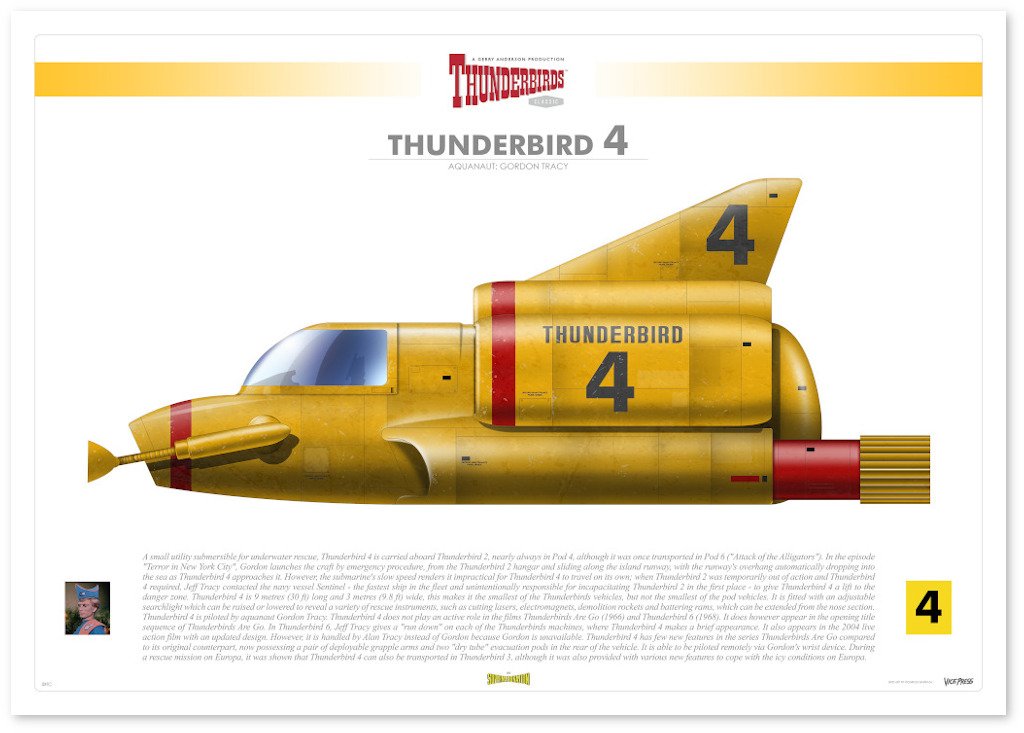 A GERRY ANDERSON PRODUCTION
THUNDERBIRDS
CLASSIC
THUNDERBIRD 4
AQUANAUT: GORDON TRACY
4
THUNDERBIRD
4
A small utility submersible for underwater rescue, Thunderbird 4 is carried aboard Thunderbird 2, nearly always in Pod 4, although it was once transported in Pod 6 ("Attack of the Alligators"). In the episode
"Terror in New York City", Gordon launches the craft by emergency procedure, from the Thunderbird 2 hangar and sliding along the island runway, with the runway's overhang automatically dropping into
the sea as Thunderbird 4 approaches it. However, the submarine's slow speed renders it impractical for Thunderbird 4 to travel on its own; when Thunderbird 2 was temporarily out of action and Thunderbird
4 required, Jeff Tracy contacted the navy vessel Sentinel - the fastest ship in the fleet and unintentionally responsible for incapacitating Thunderbird 2 in the first place - to give Thunderbird 4 a lift to the
danger zone. Thunderbird 4 is 9 metres (30 ft) long and 3 metres (9.8 ft) wide, this makes it the smallest of the Thunderbird vehicles, but not the smallest of the pod vehicles. It is fitted with an adjustable
searchlight which can be raised or lowered to reveal a variety of rescue instruments, such as cutting lasers, electromagnets, demolition rockets and battering rams, which can be extended from the nose section.
Thunderbird 4 is piloted by aquanaut Gordon Tracy. Thunderbird 4 does not play an active role in the films Thunderbirds Are Go (1966) and Thunderbird 6 (1968). It does however appear in the opening title
sequence of Thunderbirds Are Go. In Thunderbird 6, Jeff Tracy gives a "run down" on each of the Thunderbirds machines, where Thunderbird 4 makes a brief appearance. It also appears in the 2004 live
action film with an updated design. However, it is handled by Alan Tracy instead of Gordon because Gordon is unavailable. Thunderbird 4 has few new features in the series Thunderbirds Are Go compared
to its original counterpart, now possessing a pair of deployable grapple arms and two "dry tube" evacuation pods in the rear of the vehicle. It is able to be piloted remotely via Gordon's wrist device. During
a rescue mission on Europa, it was shown that Thunderbird 4 can also be transported in Thunderbird 3, although it was also provided with various new features to cope with the icy conditions on Europa.
4
SUPERMARIONATION
VICE PRESS